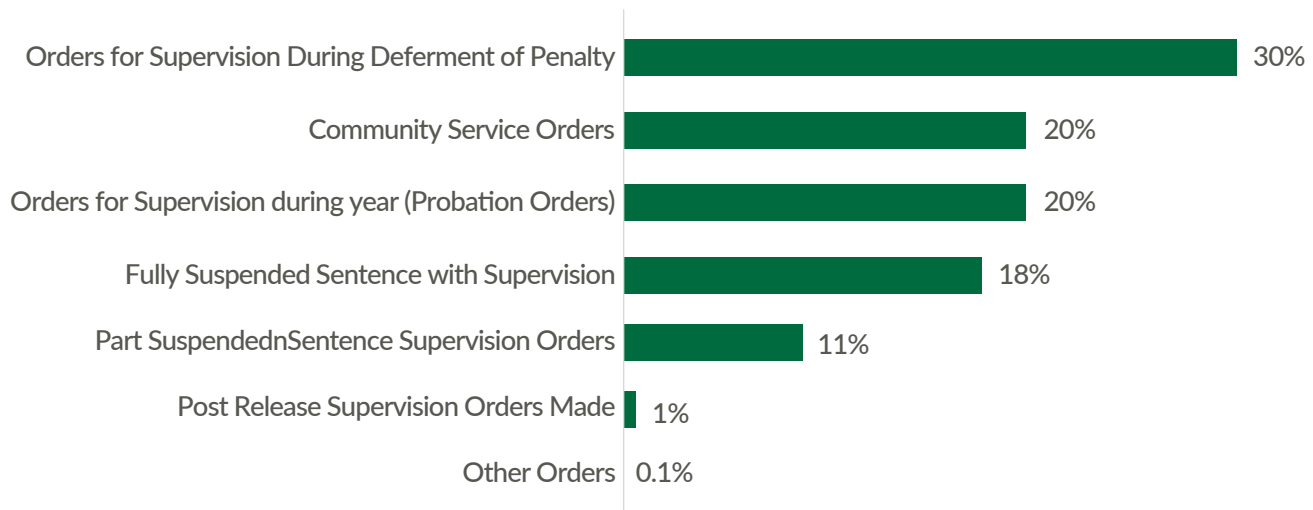 Orders for Supervision During Deferment of Penalty 30%
Community Service Orders 20%
Orders for Supervision during year (Probation Orders) 20%
Fully Suspended Sentence with Supervision 18%
Part SuspendednSentence Supervision Orders 11%
Post Release Supervision Orders Made 1%
Other Orders 0.1%